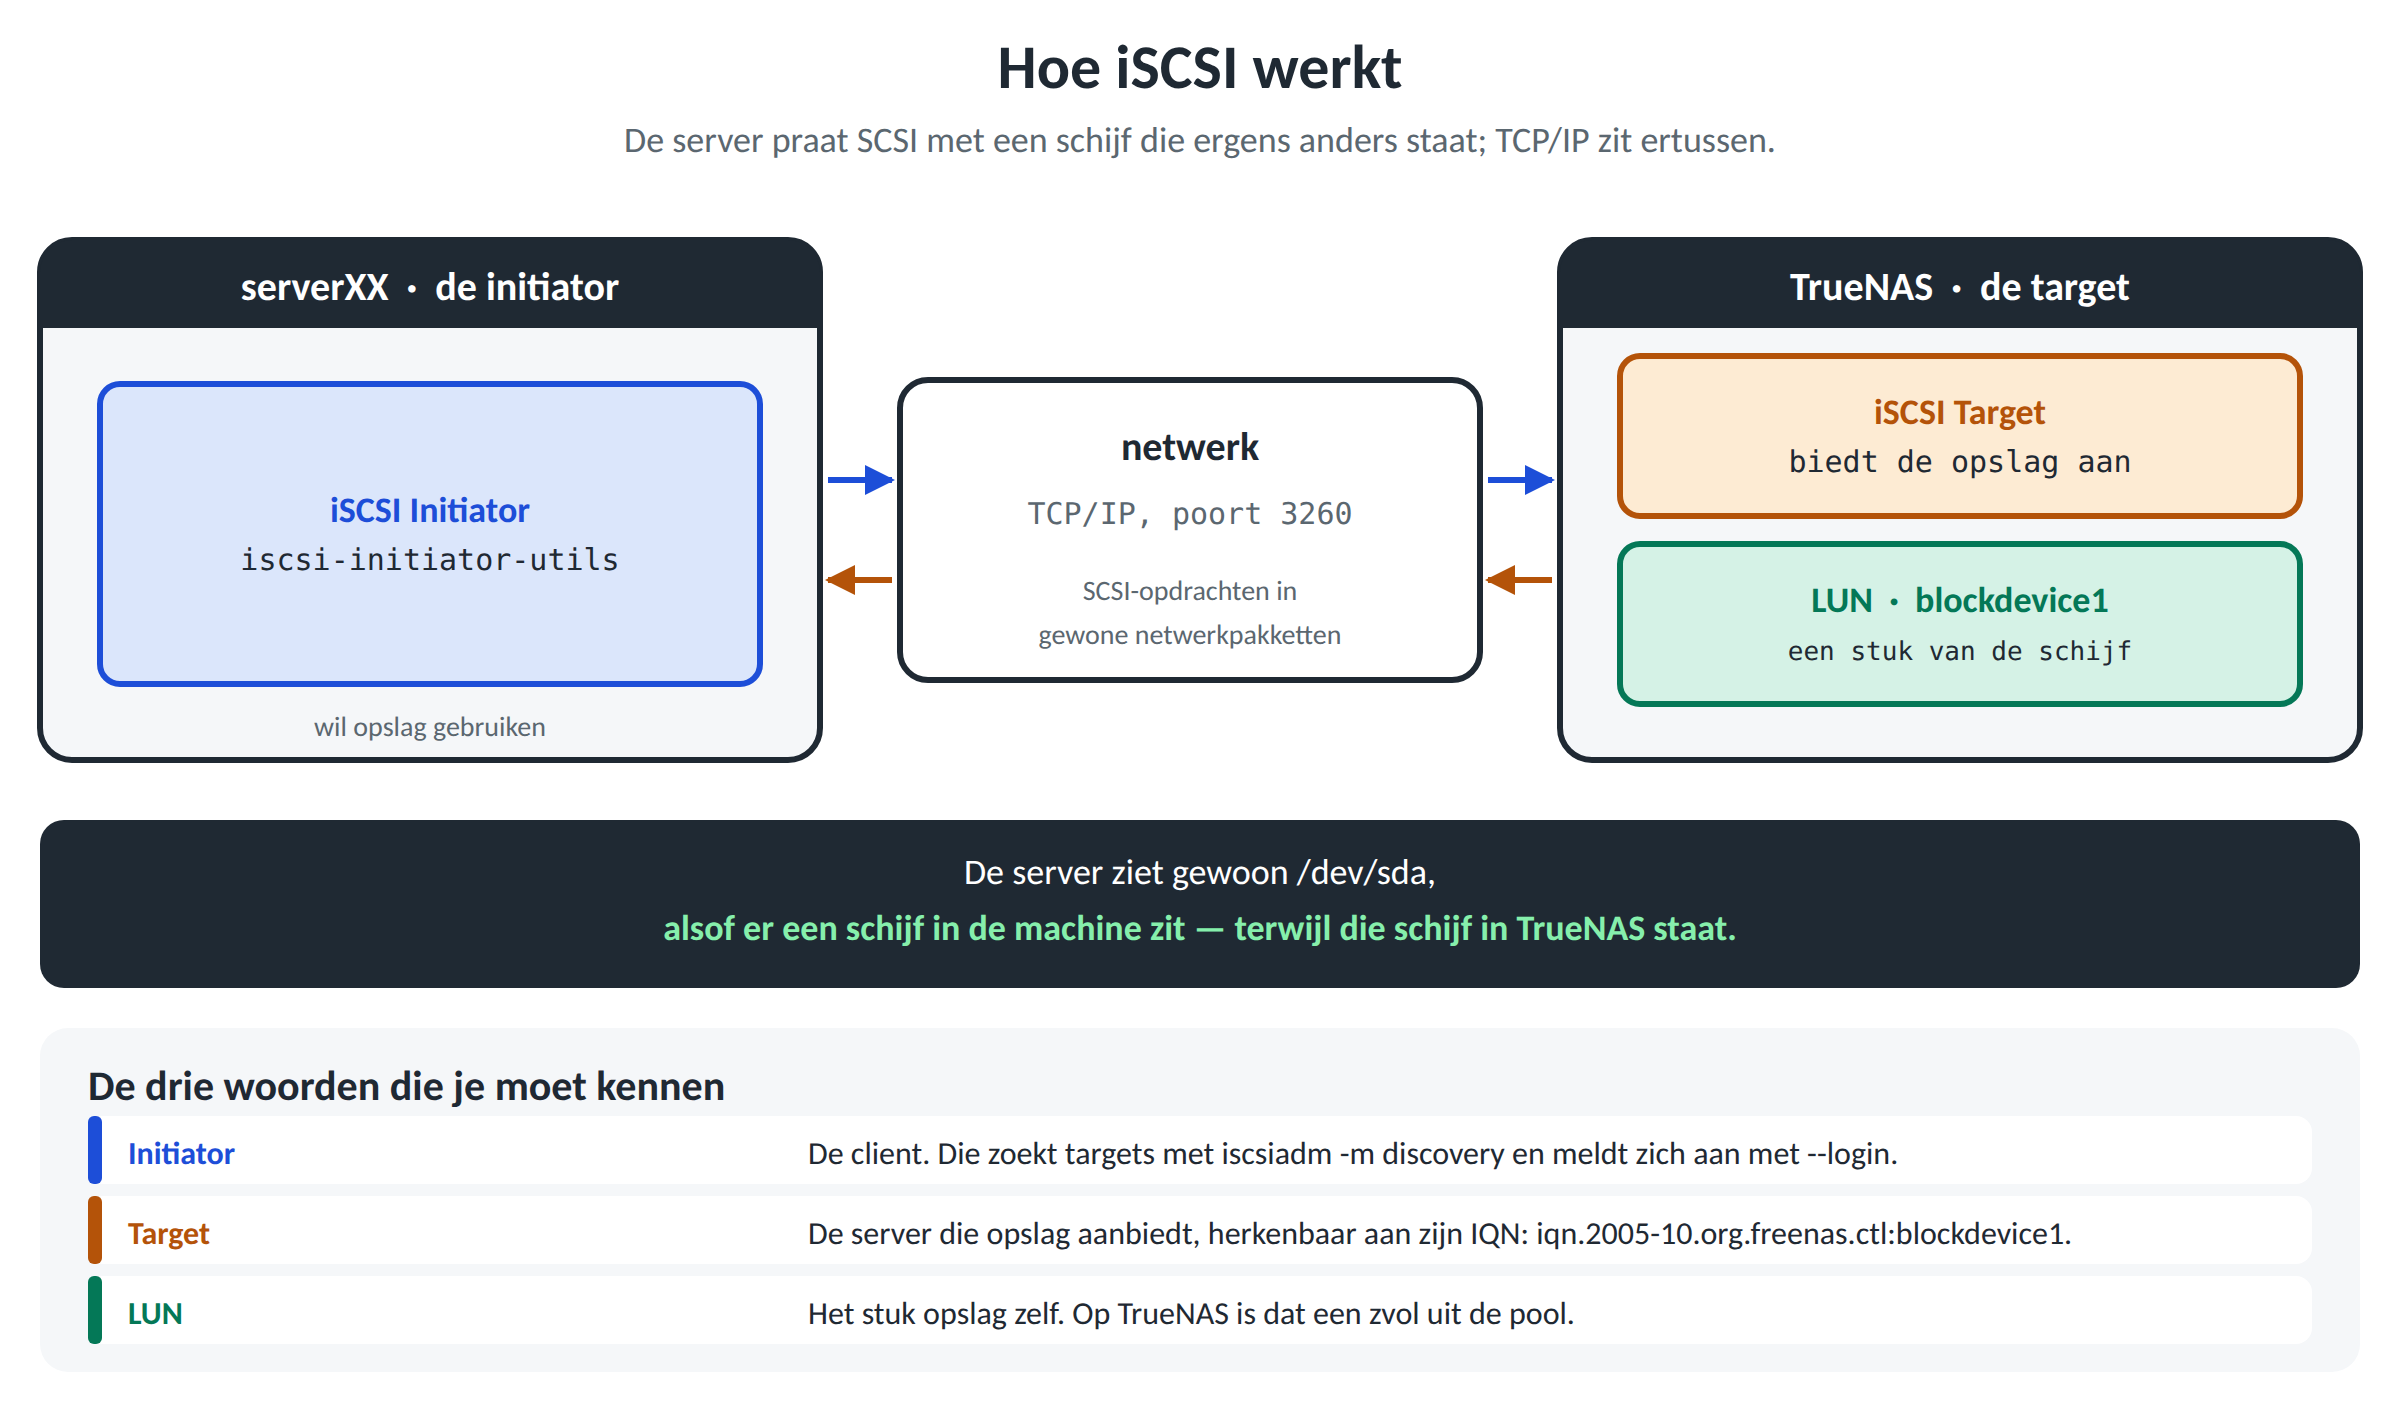 Hoe iSCSI werkt
De server praat SCSI met een schijf die ergens anders staat; TCP/IP zit ertussen.
serverXX · de initiator
iSCSI Initiator
iscsi-initiator-utils
wil opslag gebruiken
netwerk
TCP/IP, poort 3260
SCSI-opdrachten in
gewone netwerkpakketten
TrueNAS · de target
iSCSI Target
biedt de opslag aan
LUN · blockdevice1
een stuk van de schijf
De server ziet gewoon /dev/sda,
alsof er een schijf in de machine zit — terwijl die schijf in TrueNAS staat.
De drie woorden die je moet kennen
Initiator
De client. Die zoekt targets met iscsiadm -m discovery en meldt zich aan met --login.
Target
De server die opslag aanbiedt, herkenbaar aan zijn IQN: iqn.2005-10.org.freenas.ctl:blockdevice1.
LUN
Het stuk opslag zelf. Op TrueNAS is dat een zvol uit de pool.